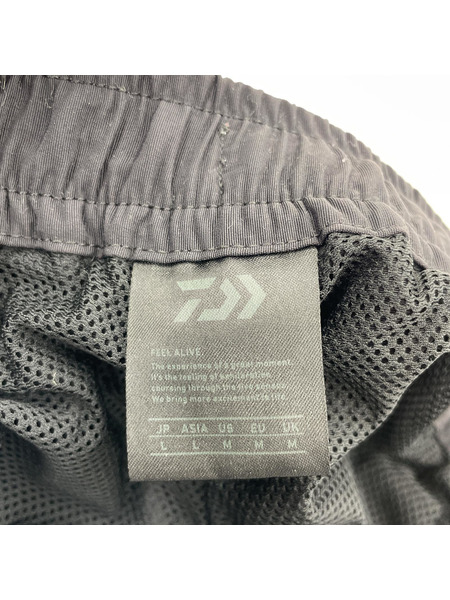 FEEL ALIVE.
The experience of a great moment.
It's the feeling of exhilaration
coursing through the five senses.
We bring more excitement to life.
JP ASIA US EU UK
L L M M M